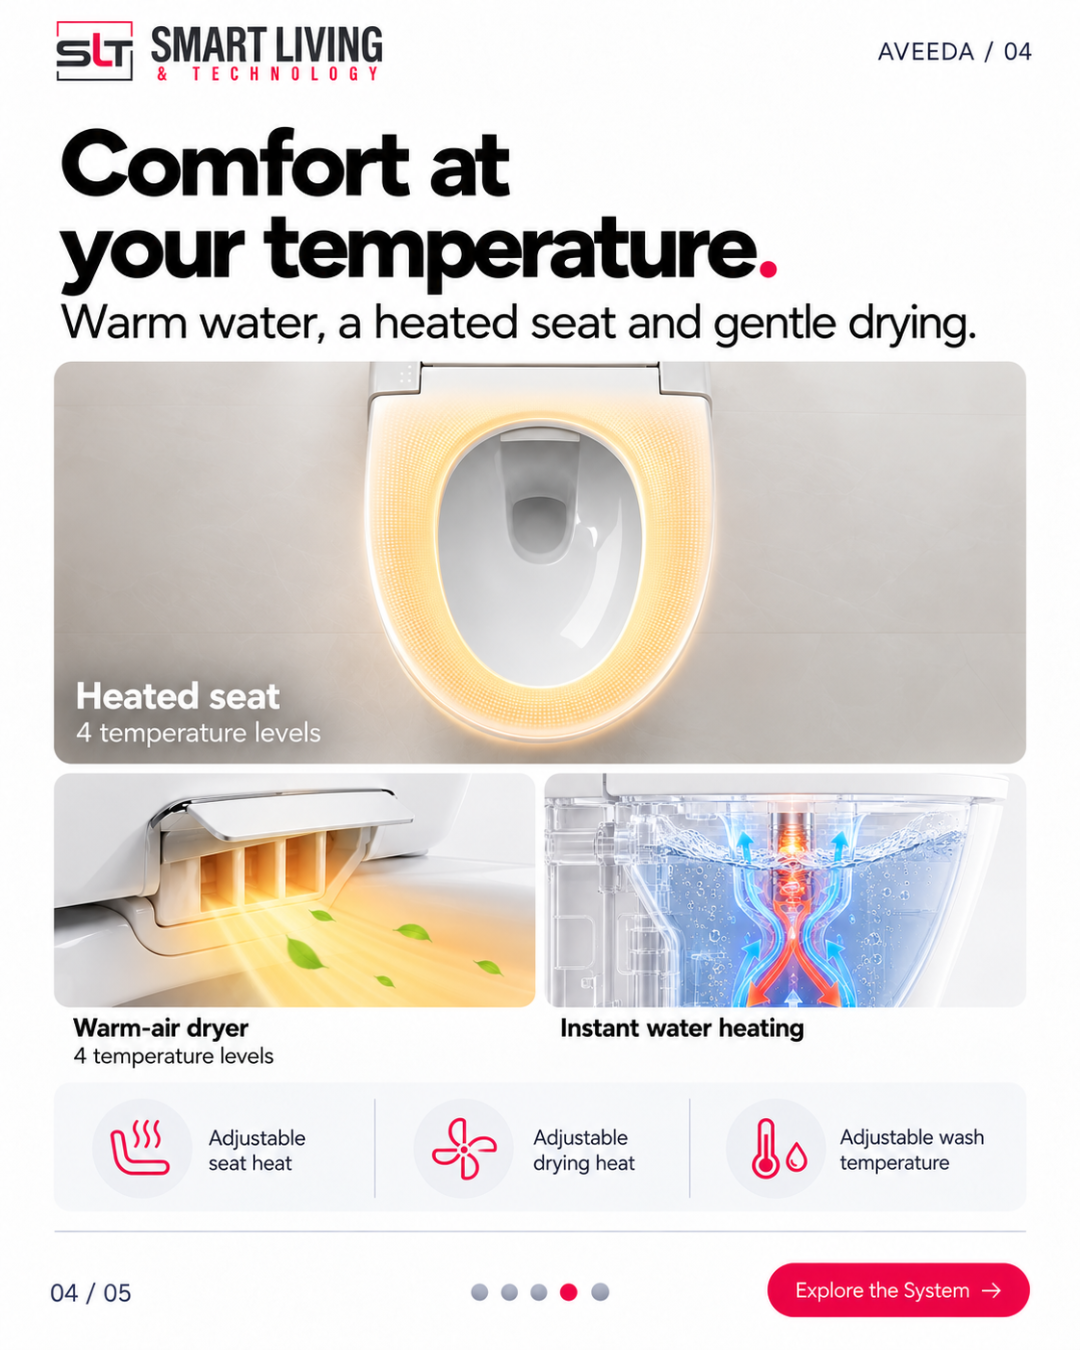 SLT SMART LIVING
& TECHNOLOGY
AVEEDA / 04
Comfort at
your temperature.
Warm water, a heated seat and gentle drying.
Heated seat
4 temperature levels
Warm-air dryer
4 temperature levels
Instant water heating
Adjustable
seat heat
Adjustable
drying heat
Adjustable wash
temperature
04 / 05
Explore the System →